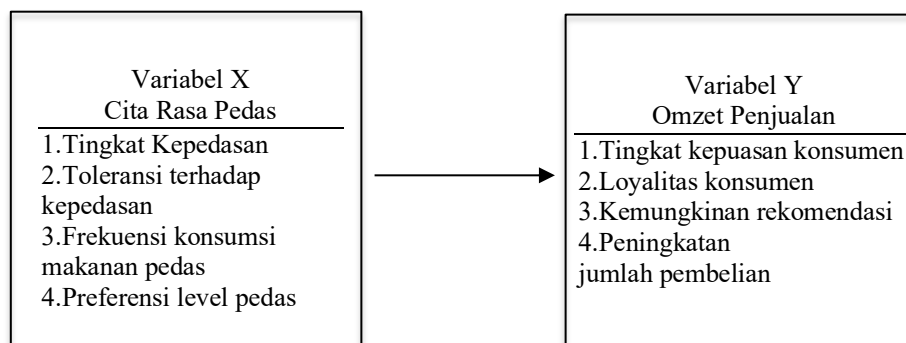 Variabel X
Cita Rasa Pedas
1.Tingkat Kepedasan
2.Toleransi terhadap
kepedasan
3.Frekuensi konsumsi
makanan pedas
4.Preferensi level pedas
Variabel Y
Omzet Penjualan
1.Tingkat kepuasan konsumen
2.Loyalitas konsumen
3.Kemungkinan rekomendasi
4.Peningkatan
jumlah pembelian